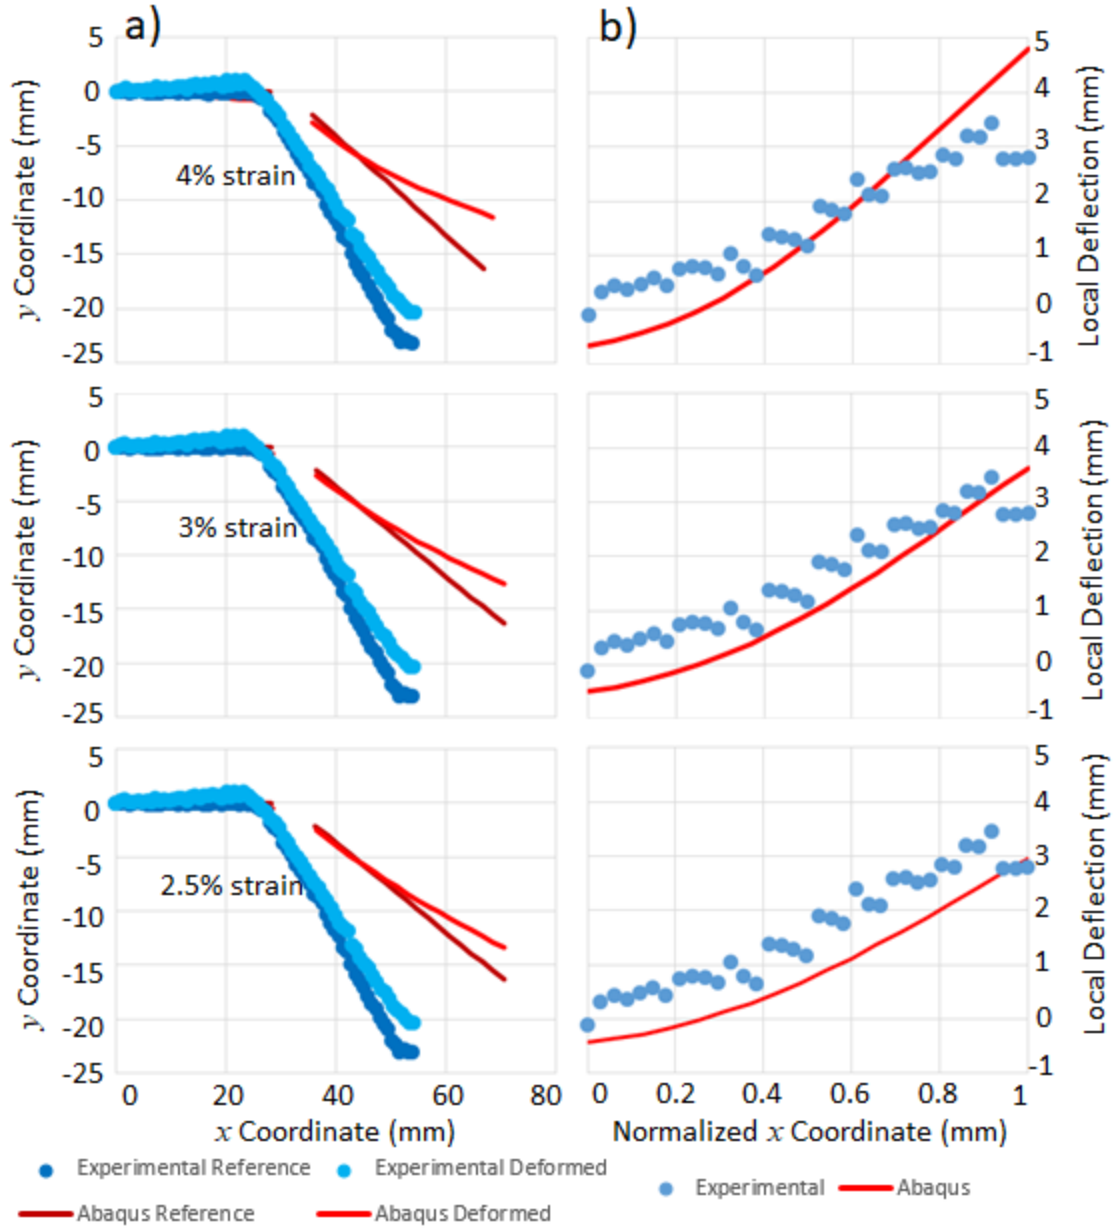 a)
5
0
-5
-10
-15
-20
-25
y Coordinate (mm)
4% strain
b)
5
4
3
2
1
0
-1
Local Deflection (mm)
5
0
-5
-10
-15
-20
-25
y Coordinate (mm)
3% strain
5
4
3
2
1
0
-1
Local Deflection (mm)
5
0
-5
-10
-15
-20
-25
y Coordinate (mm)
2.5% strain
0 20 40 60 80
x Coordinate (mm)
5
4
3
2
1
0
-1
Local Deflection (mm)
0 0.2 0.4 0.6 0.8 1
Normalized x Coordinate (mm)
Experimental Reference Experimental Deformed
Abaqus Reference Abaqus Deformed
Experimental Abaqus